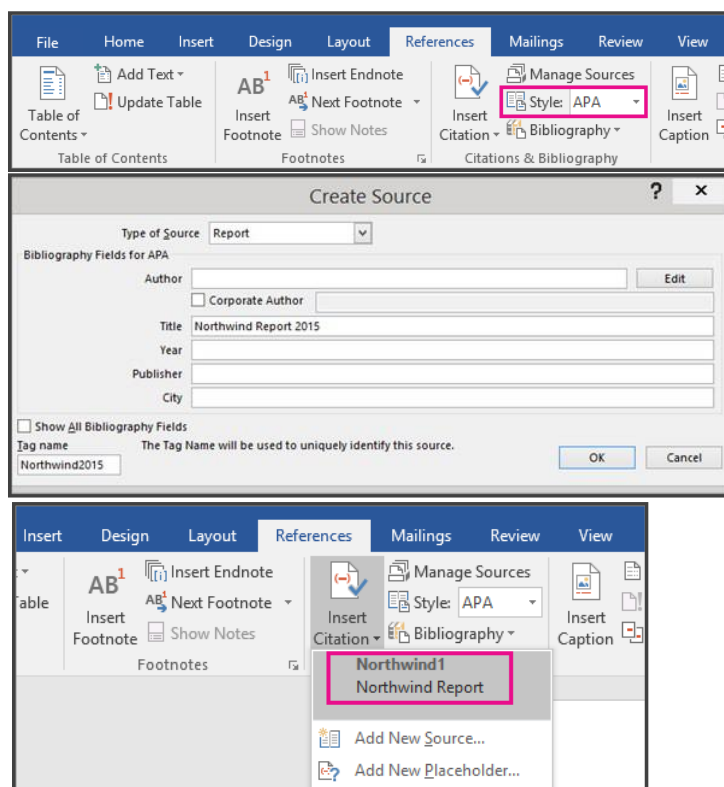 File Home Insert Design Layout References Mailings Review View
Add Text
Update Table
Table of
Contents
Table of Contents
AB1
Insert
Footnote
[i] Insert Endnote
AB1 Next Footnote
Show Notes
Footnotes
(-)
Insert
Citation
Manage Sources
Style: APA
Bibliography
Citations & Bibliography
Insert
Caption
Create Source ? ×
Type of Source Report
Bibliography Fields for APA
Author Edit
Corporate Author
Title Northwind Report 2015
Year
Publisher
City
Show All Bibliography Fields
Tag name The Tag Name will be used to uniquely identify this source.
Northwind2015
OK Cancel
Insert Design Layout References Mailings Review View
able
AB1
Insert
Footnote
[i] Insert Endnote
AB1 Next Footnote
Show Notes
Footnotes
(-)
Insert
Citation
Manage Sources
Style: APA
Bibliography
Insert
Caption
Northwind1
Northwind Report
Add New Source...
Add New Placeholder...